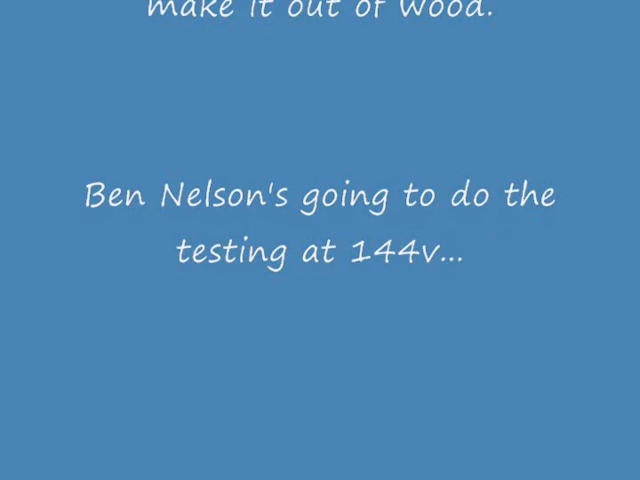 make it out of wood.
Ben Nelson's going to do the
testing at 144v...